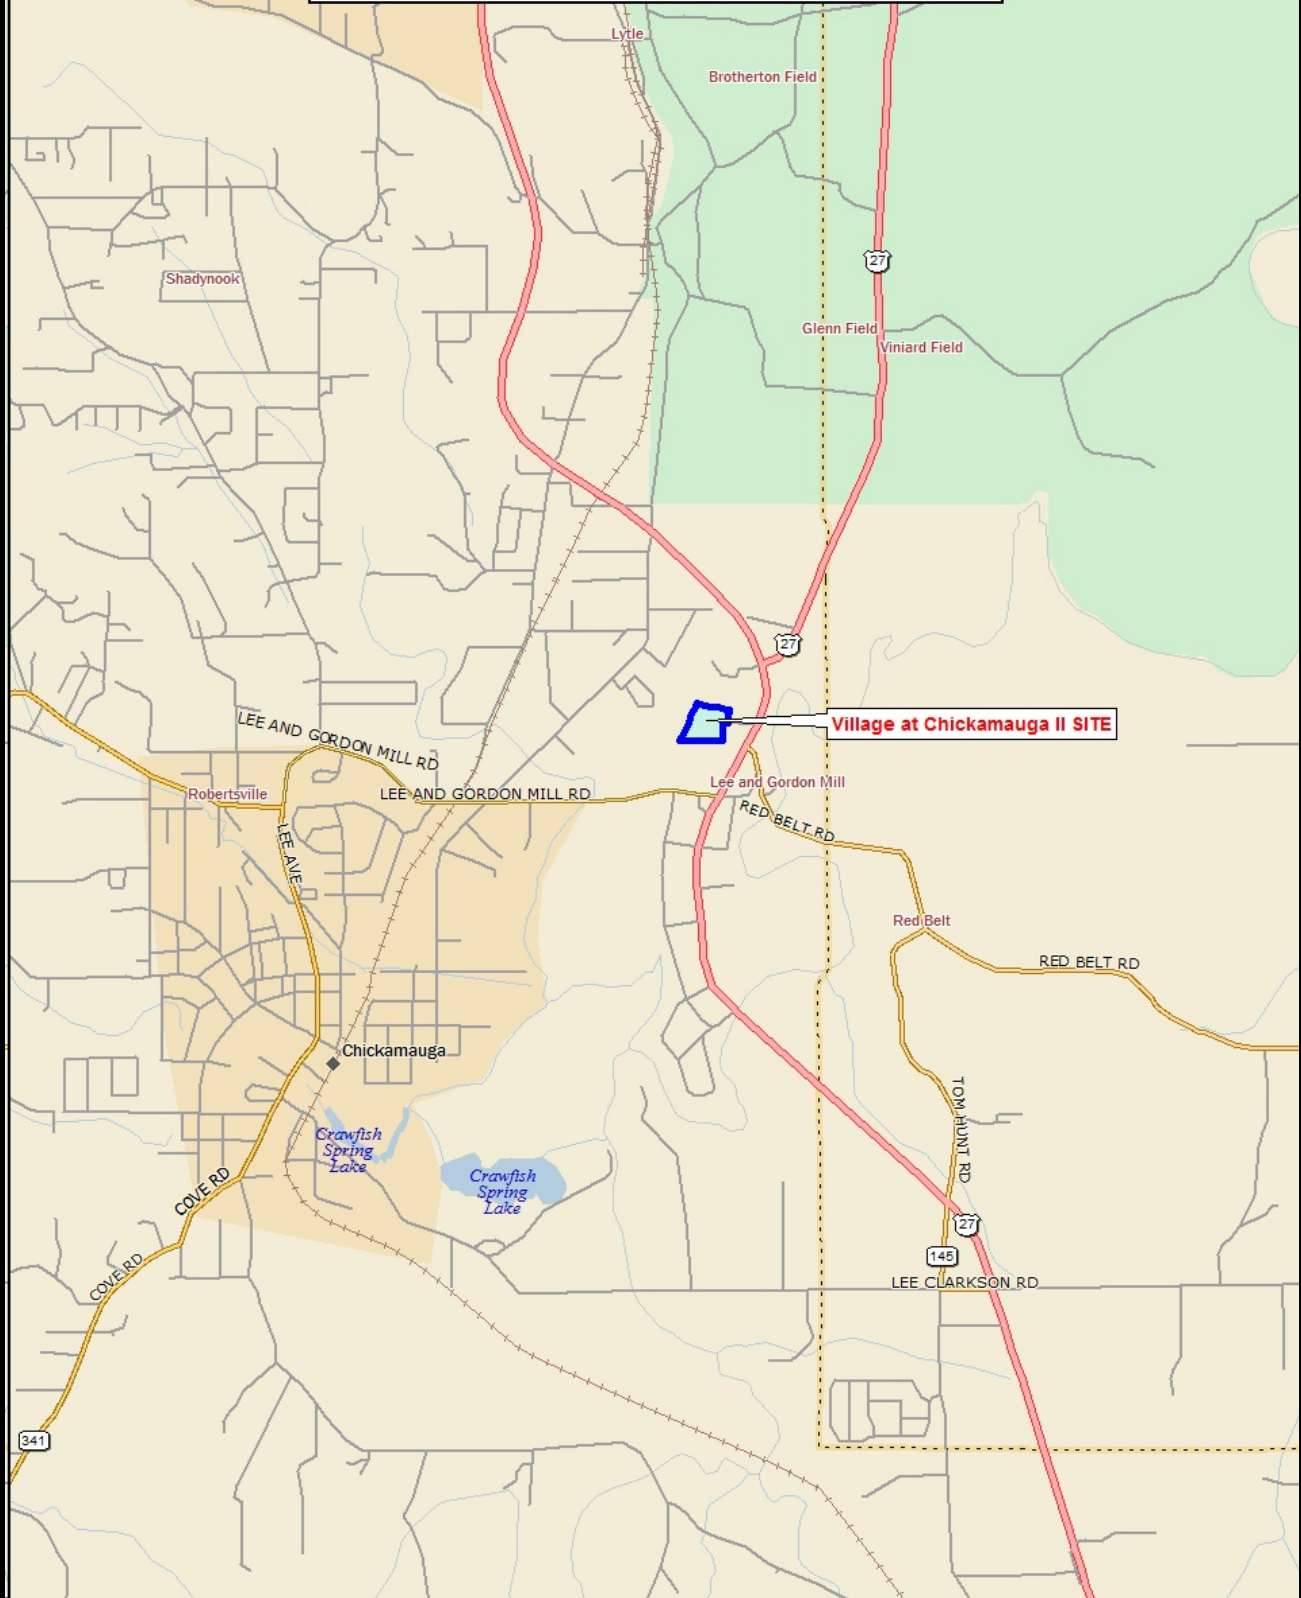 Lytle
Brotherton Field
27
Shadynook
Glenn Field
Viniard Field
27
Village at Chickamauga II SITE
LEE AND GORDON MILL RD
Robertsville
LEE AND GORDON MILL RD
Lee and Gordon Mill
RED BELT RD
LEE AVE
Red Belt
RED BELT RD
Chickamauga
TOM HUNT RD
Crawfish
Spring
Lake
Crawfish
Spring
Lake
COVE RD
27
145
COVE RD
LEE CLARKSON RD
341